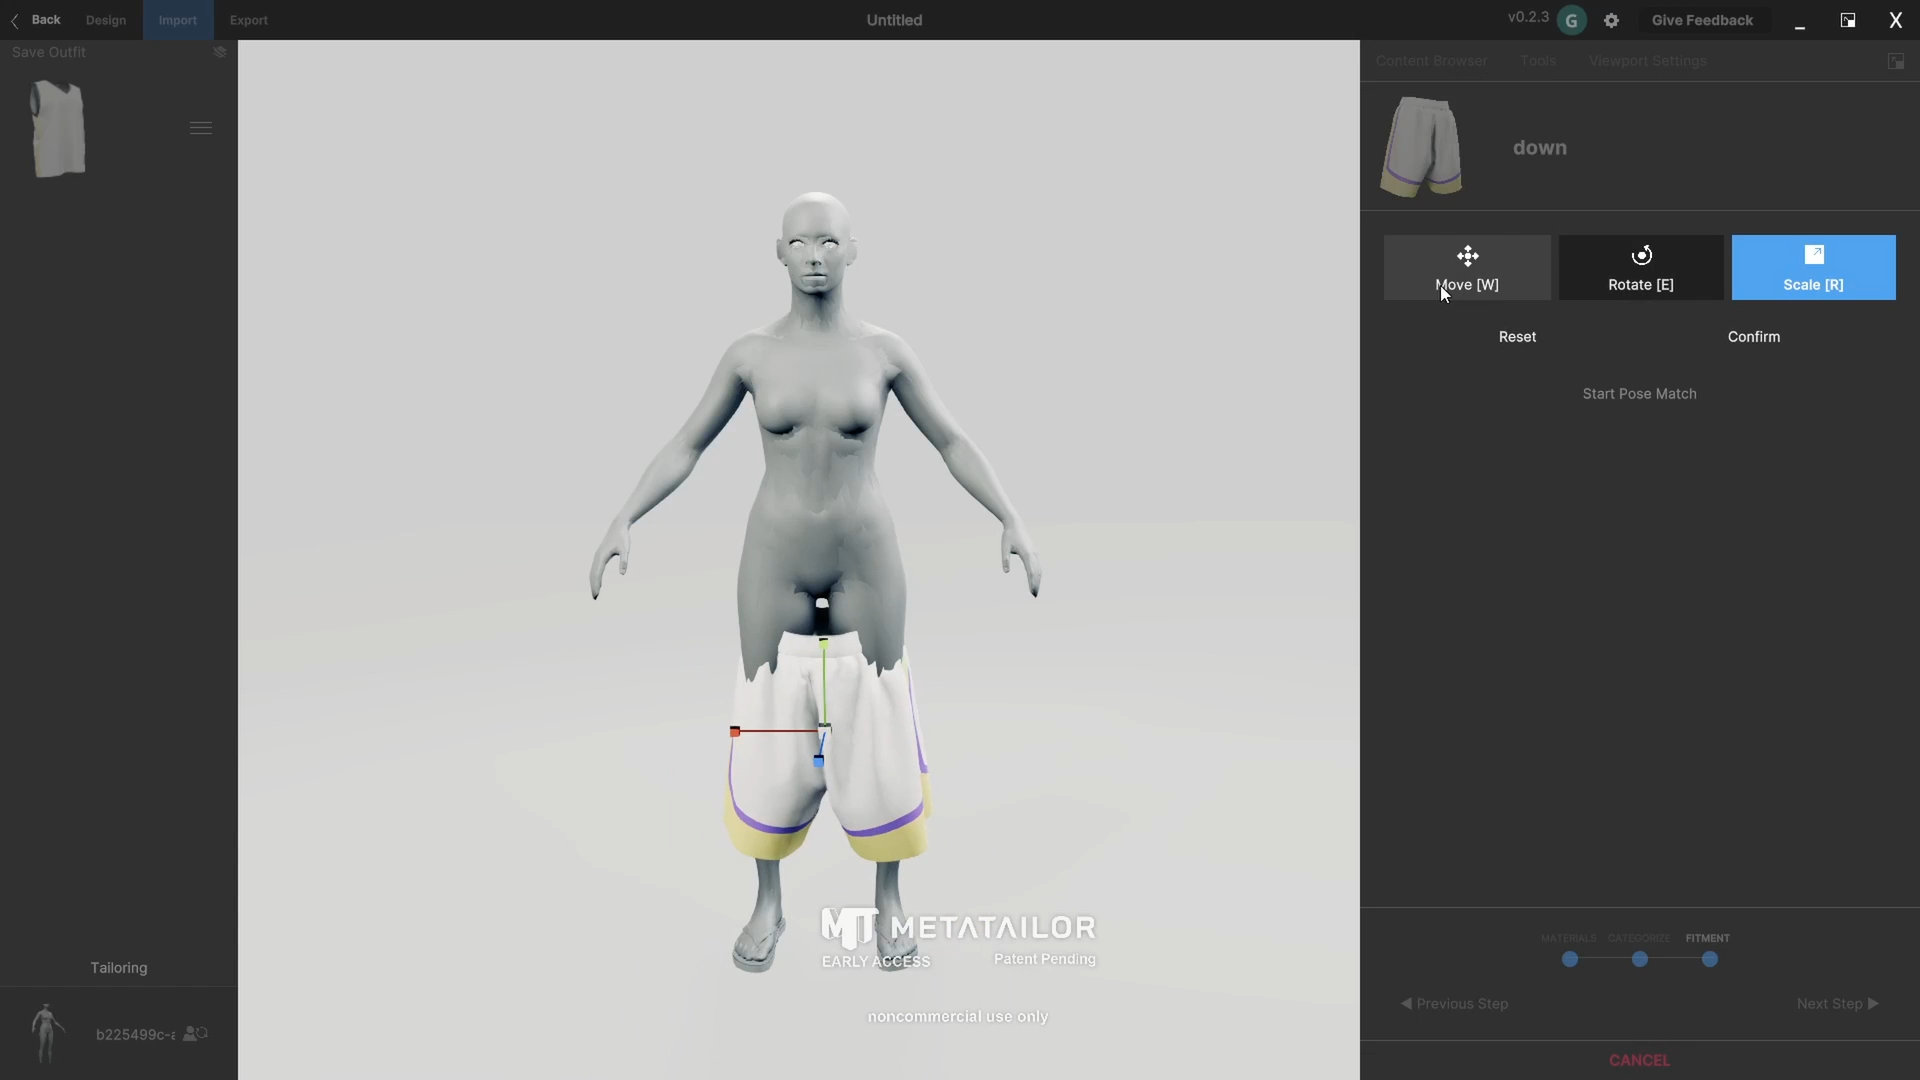 Back Design Import Export Untitled v0.2.3 G Give Feedback
Save Outfit
Content Browser Tools Viewport Settings
down
Move [W] Rotate [E] Scale [R]
Reset Confirm
Start Pose Match
MT METATAILOR
EARLY ACCESS Patent Pending
noncommercial use only
MATERIALS CATEGORIZE FITMENT
Previous Step Next Step
CANCEL
Tailoring
b225499c-a